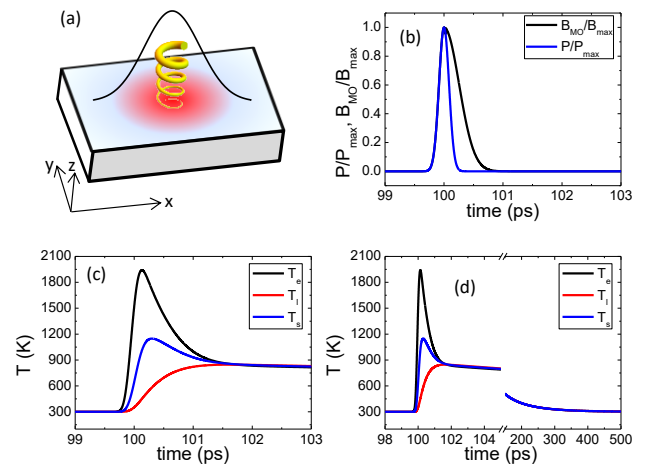 (a)
y
z
x
(b)
B_MO/B_max
P/P_max
P/P_max, B_MO/B_max
1.0
0.8
0.6
0.4
0.2
0.0
99 100 101 102 103
time (ps)
(c)
T_e
T_l
T_s
T (K)
2100
1800
1500
1200
900
600
300
99 100 101 102 103
time (ps)
(d)
T_e
T_l
T_s
T (K)
2100
1800
1500
1200
900
600
300
100 102 104 200 300 400 500
time (ps)